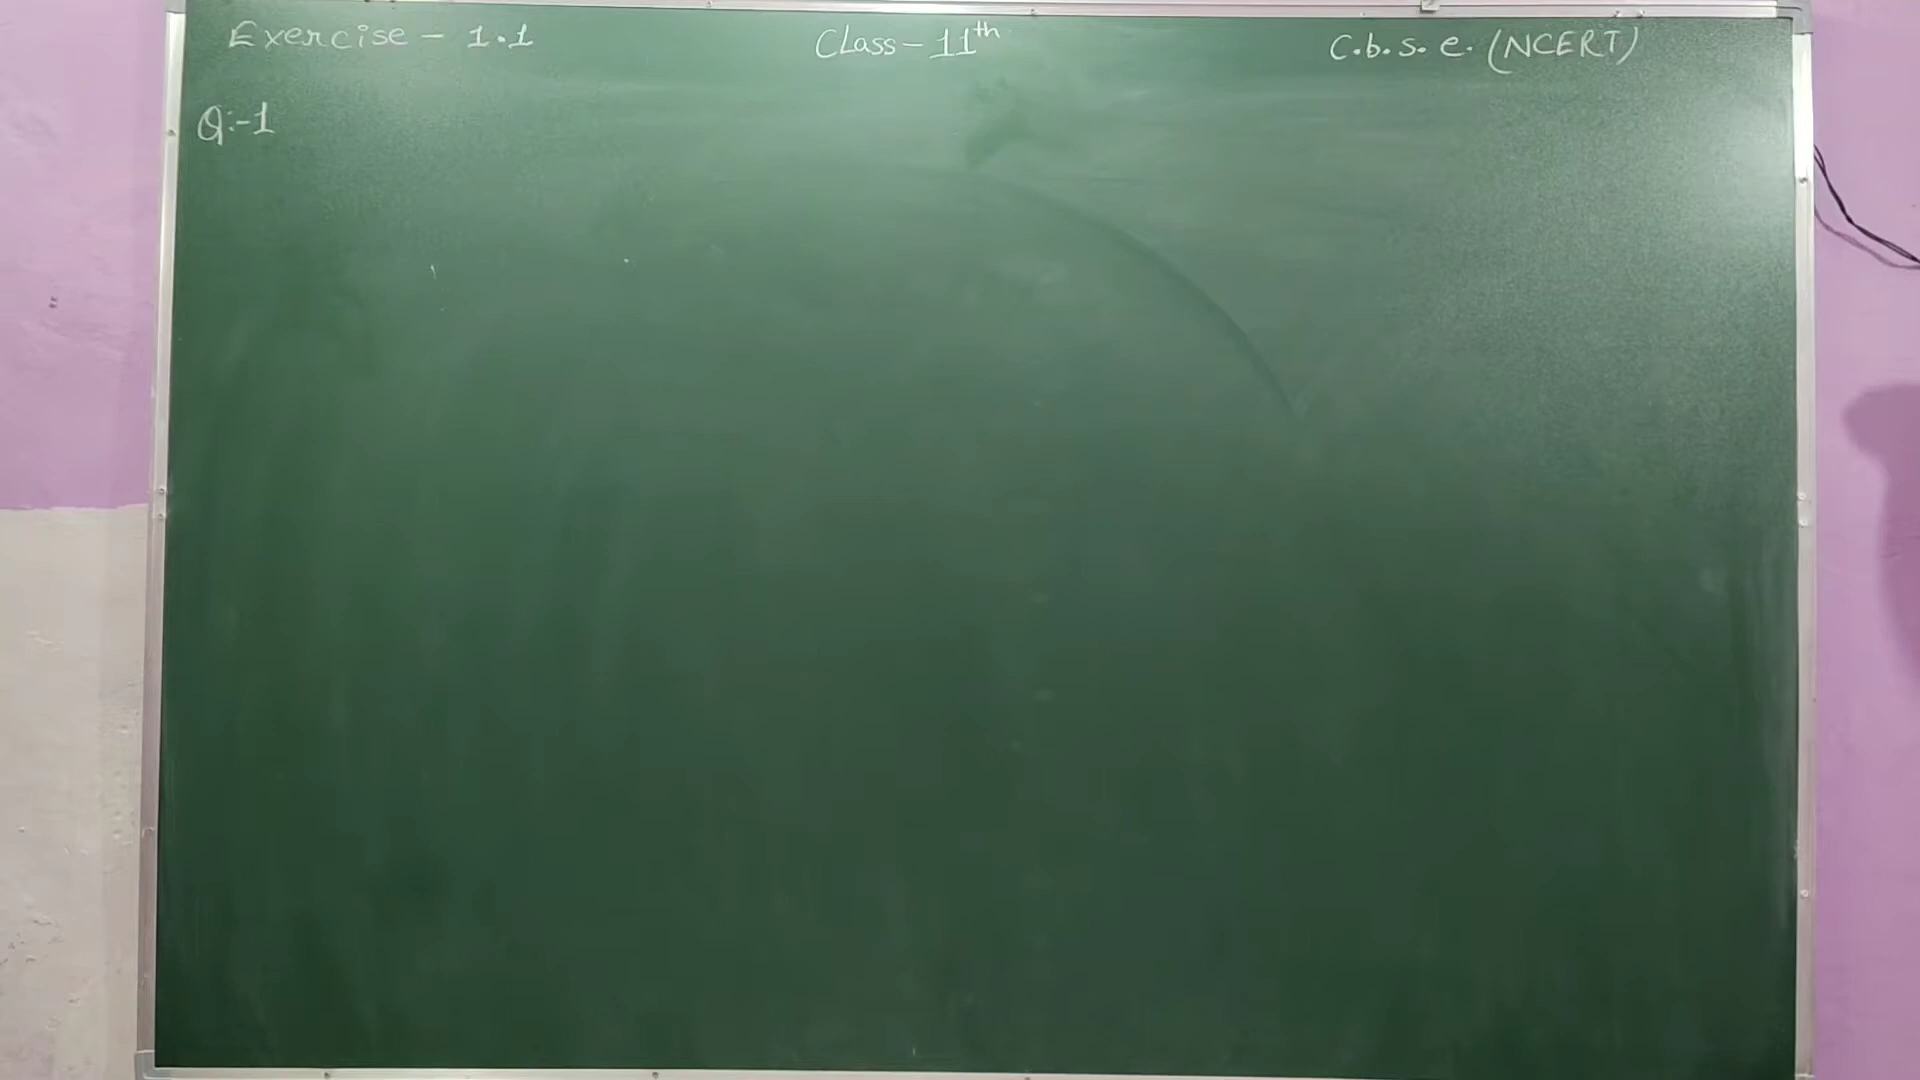 Exercise - 1.1
Class - 11th
C.b.s.e. (NCERT)
Q:-1